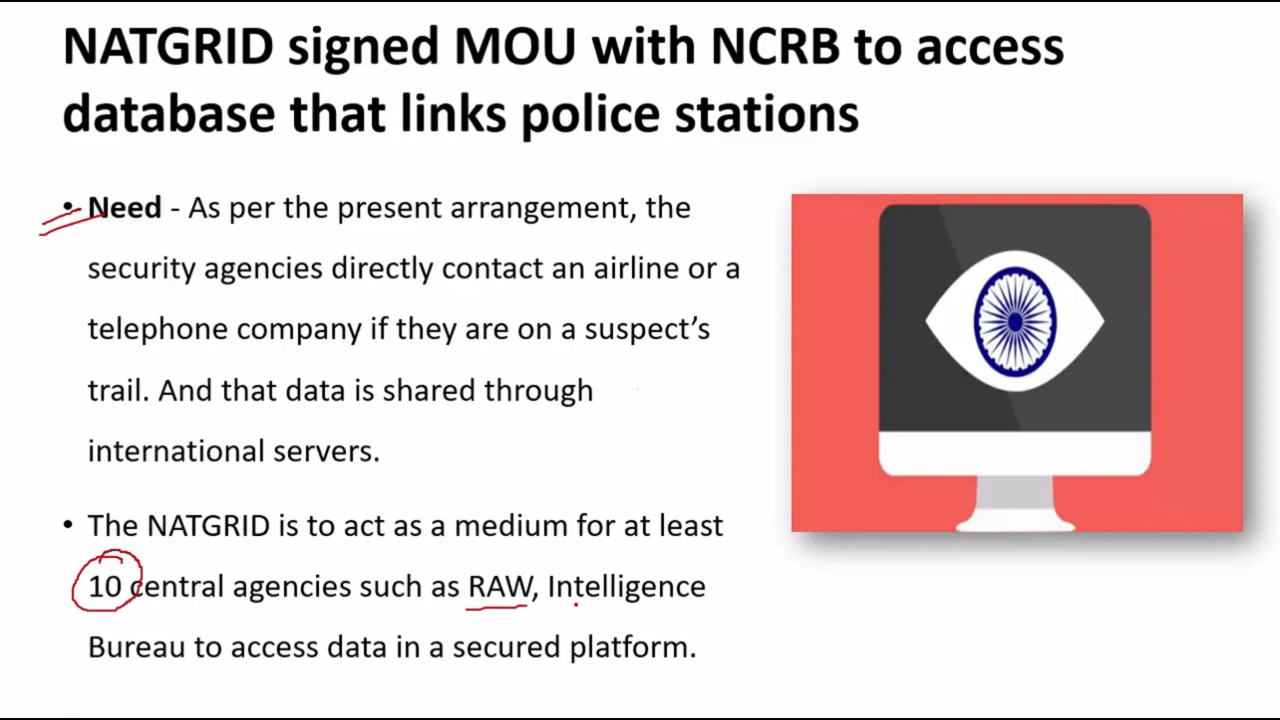 NATGRID signed MOU with NCRB to access
database that links police stations
• Need - As per the present arrangement, the
security agencies directly contact an airline or a
telephone company if they are on a suspect’s
trail. And that data is shared through
international servers.
• The NATGRID is to act as a medium for at least
10 central agencies such as RAW, Intelligence
Bureau to access data in a secured platform.